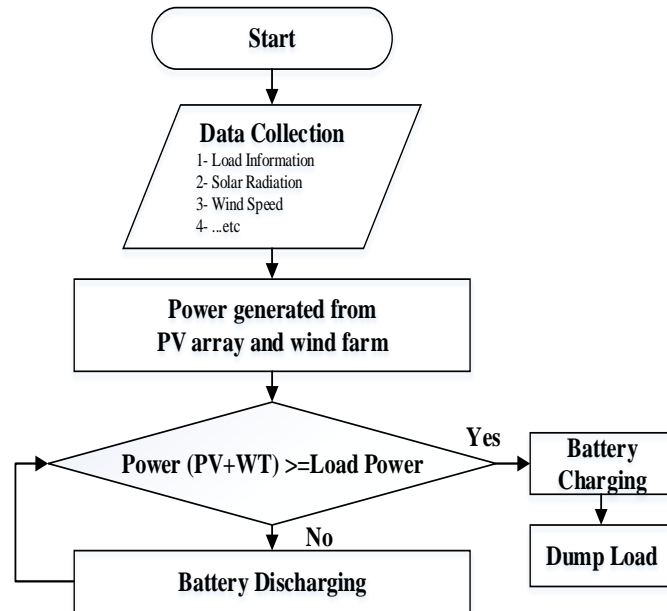 Start
Data Collection
1- Load Information
2- Solar Radiation
3- Wind Speed
4- ...etc
Power generated from
PV array and wind farm
Power (PV+WT) >=Load Power
Yes
Battery
Charging
No
Dump Load
Battery Discharging